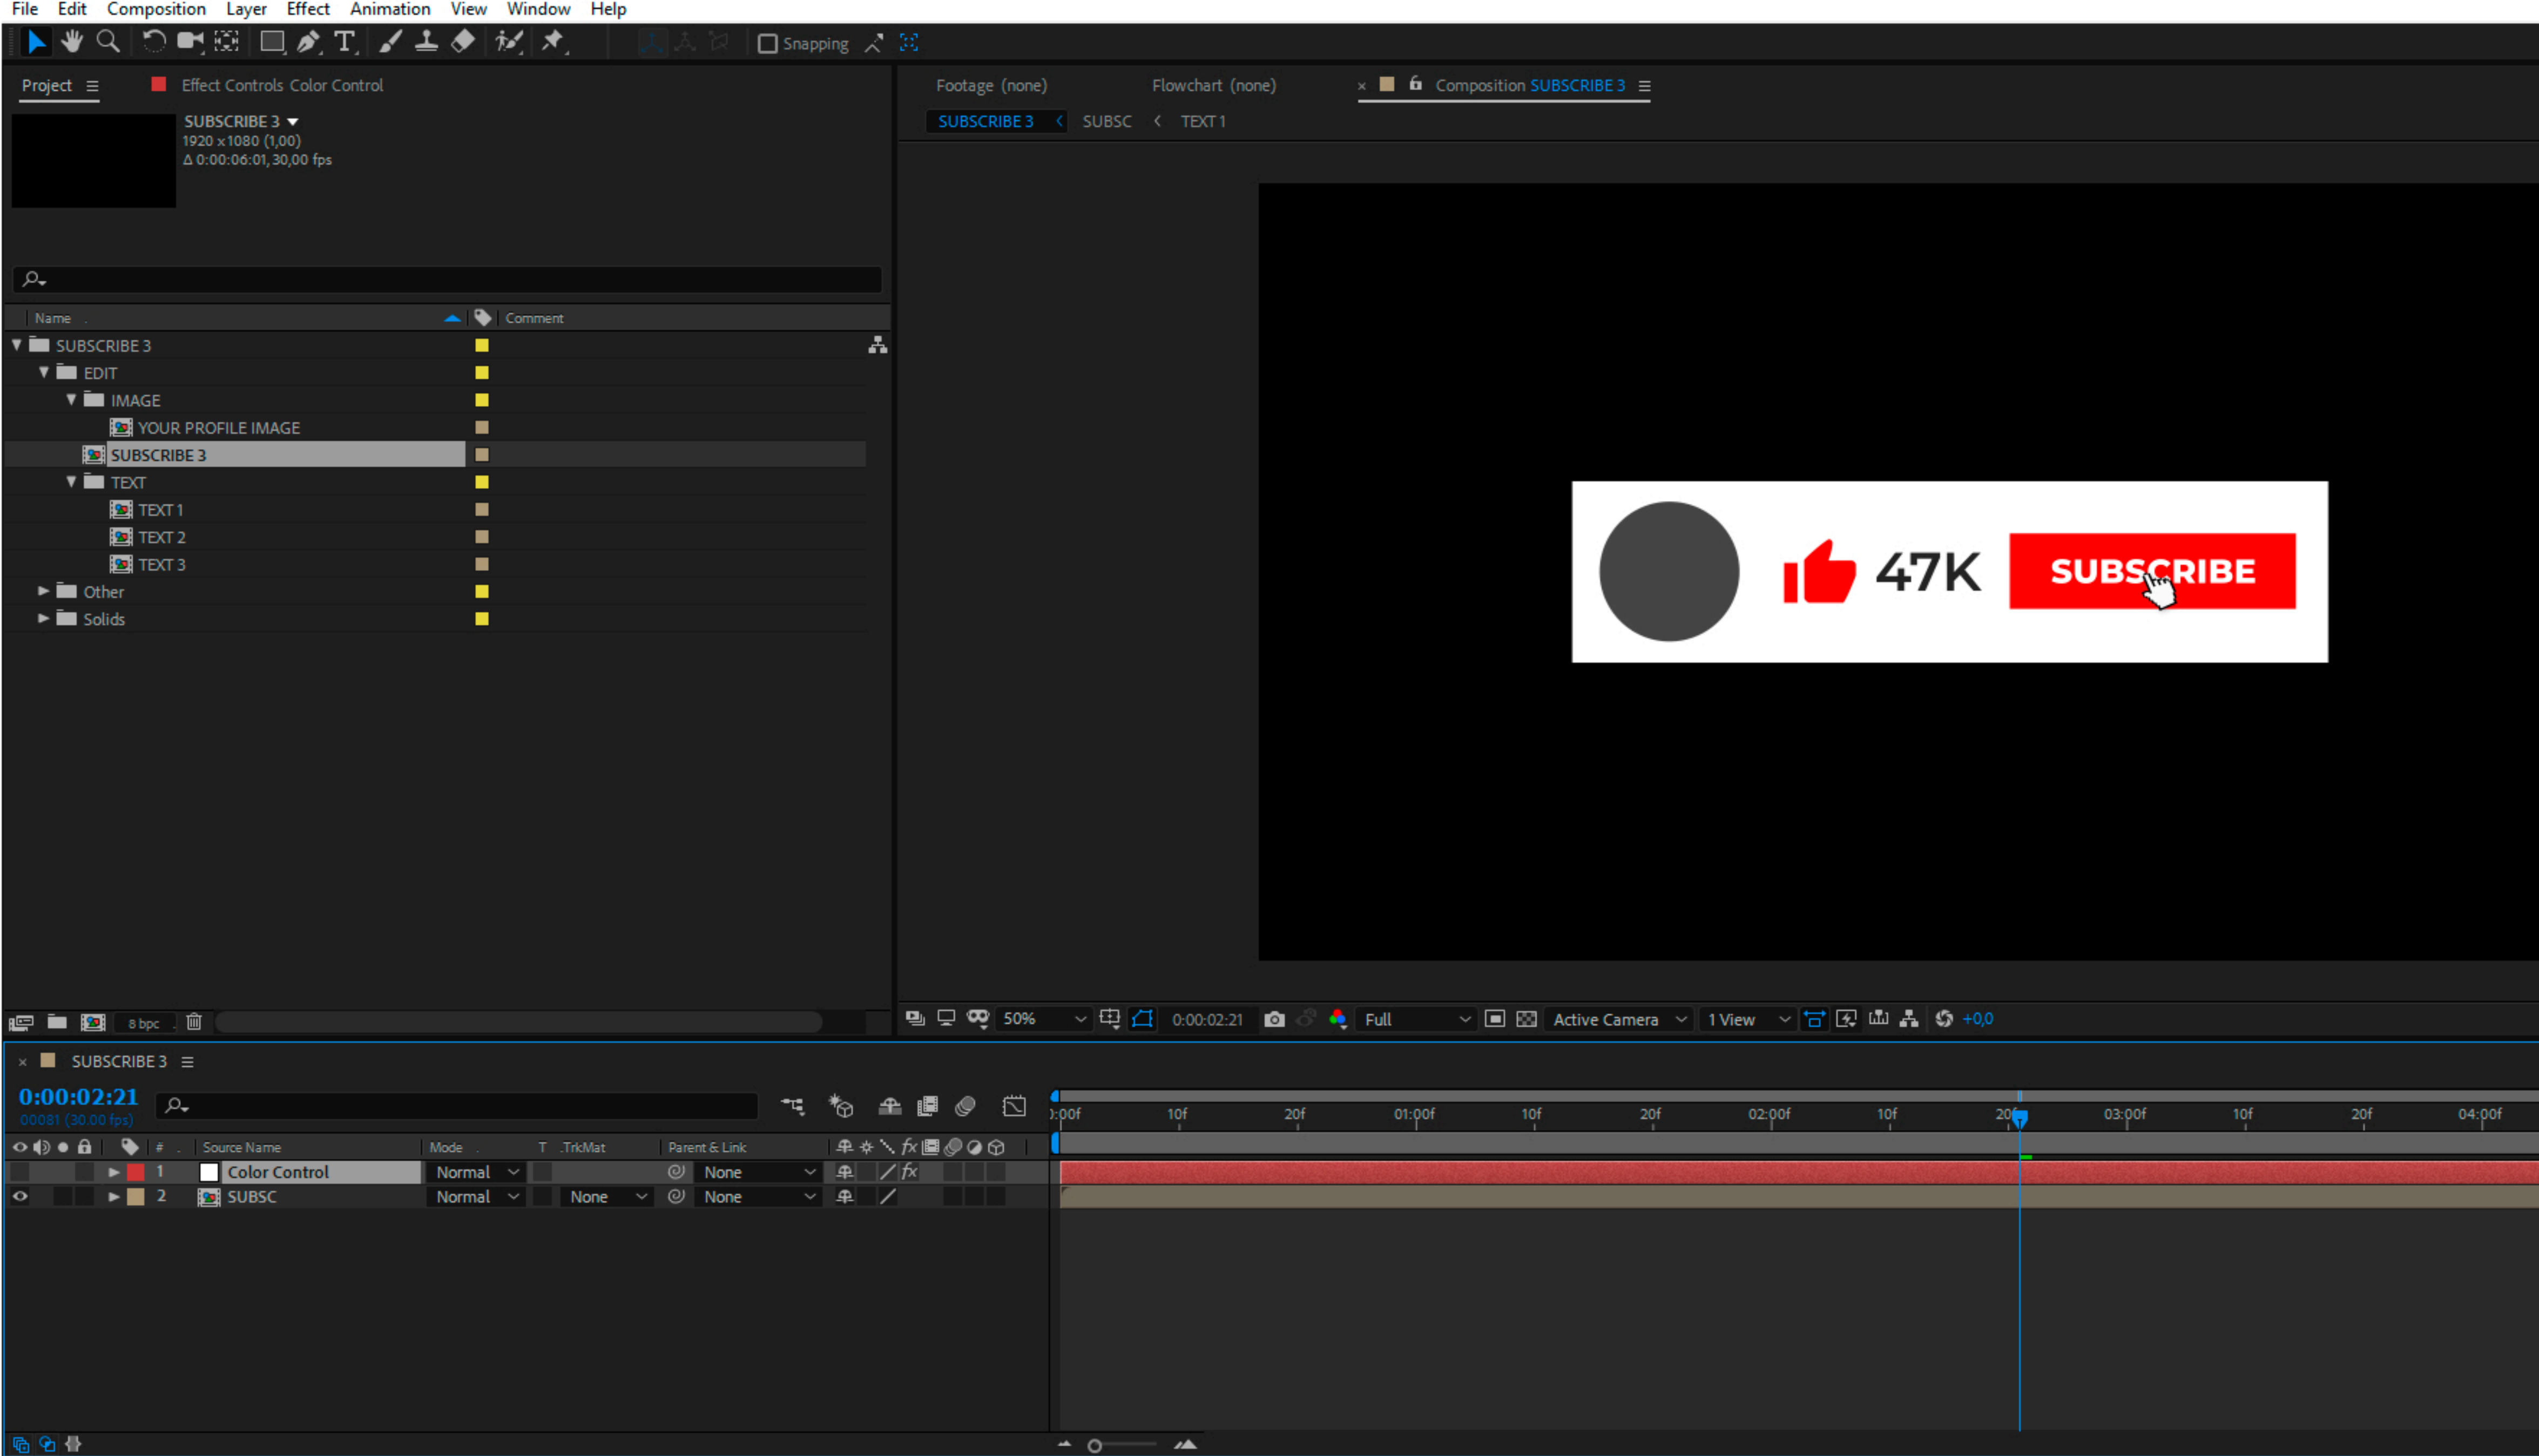 File Edit Composition Layer Effect Animation View Window Help
Snapping
Project
Effect Controls Color Control
Footage (none)
Flowchart (none)
Composition SUBSCRIBE 3
SUBSCRIBE 3
1920 x 1080 (1,00)
Δ 0:00:06:01, 30,00 fps
SUBSCRIBE 3 SUBSC TEXT 1
Name Comment
SUBSCRIBE 3
EDIT
IMAGE
YOUR PROFILE IMAGE
SUBSCRIBE 3
TEXT
TEXT 1
TEXT 2
TEXT 3
Other
Solids
47K
SUBSCRIBE
8 bpc
50% 0:00:02:21 Full Active Camera 1 View +0,0
SUBSCRIBE 3
0:00:02:21
00081 (30.00 fps)
):00f 10f 20f 01:00f 10f 20f 02:00f 10f 20f 03:00f 10f 20f 04:00f
# Source Name Mode T .TrkMat Parent & Link
1 Color Control Normal None fx
2 SUBSC Normal None None